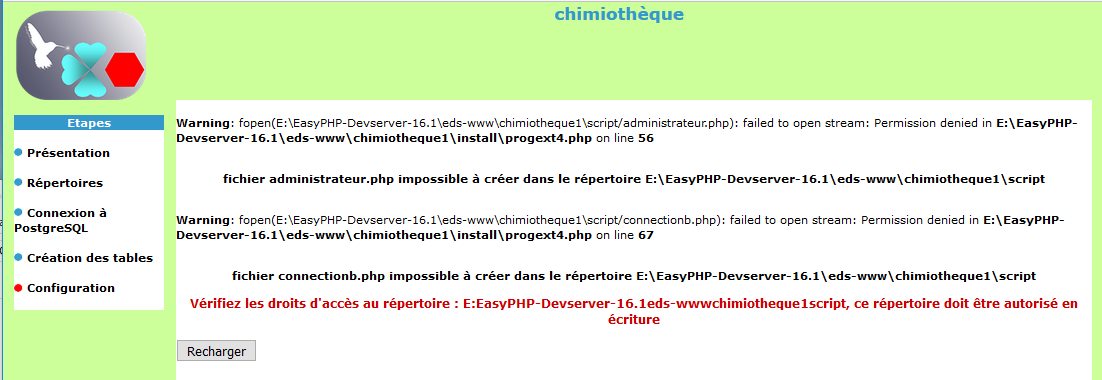 chimiothèque
Etapes
Présentation
Répertoires
Connexion à
PostgreSQL
Création des tables
Configuration
Warning: fopen(E:\EasyPHP-Devserver-16.1\eds-www\chimiotheque1\script/administrateur.php): failed to open stream: Permission denied in E:\EasyPHP-
Devserver-16.1\eds-www\chimiotheque1\install\progext4.php on line 56
fichier administrateur.php impossible à créer dans le répertoire E:\EasyPHP-Devserver-16.1\eds-www\chimiotheque1\script
Warning: fopen(E:\EasyPHP-Devserver-16.1\eds-www\chimiotheque1\script/connectionb.php): failed to open stream: Permission denied in E:\EasyPHP-
Devserver-16.1\eds-www\chimiotheque1\install\progext4.php on line 67
fichier connectionb.php impossible à créer dans le répertoire E:\EasyPHP-Devserver-16.1\eds-www\chimiotheque1\script
Vérifiez les droits d'accès au répertoire : E:EasyPHP-Devserver-16.1eds-wwwchimiotheque1script, ce répertoire doit être autorisé en
écriture
Recharger